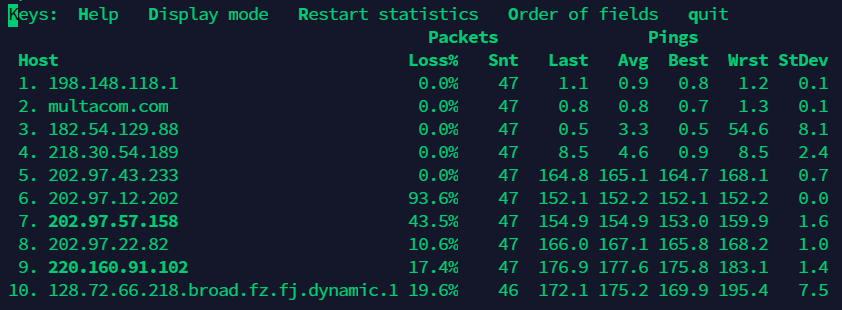 Keys: Help Display mode Restart statistics Order of fields quit
Packets Pings
Host Loss% Snt Last Avg Best Wrst StDev
1. 198.148.118.1 0.0% 47 1.1 0.9 0.8 1.2 0.1
2. multacom.com 0.0% 47 0.8 0.8 0.7 1.3 0.1
3. 182.54.129.88 0.0% 47 0.5 3.3 0.5 54.6 8.1
4. 218.30.54.189 0.0% 47 8.5 4.6 0.9 8.5 2.4
5. 202.97.43.233 0.0% 47 164.8 165.1 164.7 168.1 0.7
6. 202.97.12.202 93.6% 47 152.1 152.2 152.1 152.2 0.0
7. 202.97.57.158 43.5% 47 154.9 154.9 153.0 159.9 1.6
8. 202.97.22.82 10.6% 47 166.0 167.1 165.8 168.2 1.0
9. 220.160.91.102 17.4% 47 176.9 177.6 175.8 183.1 1.4
10. 128.72.66.218.broad.fz.fj.dynamic.1 19.6% 46 172.1 175.2 169.9 195.4 7.5